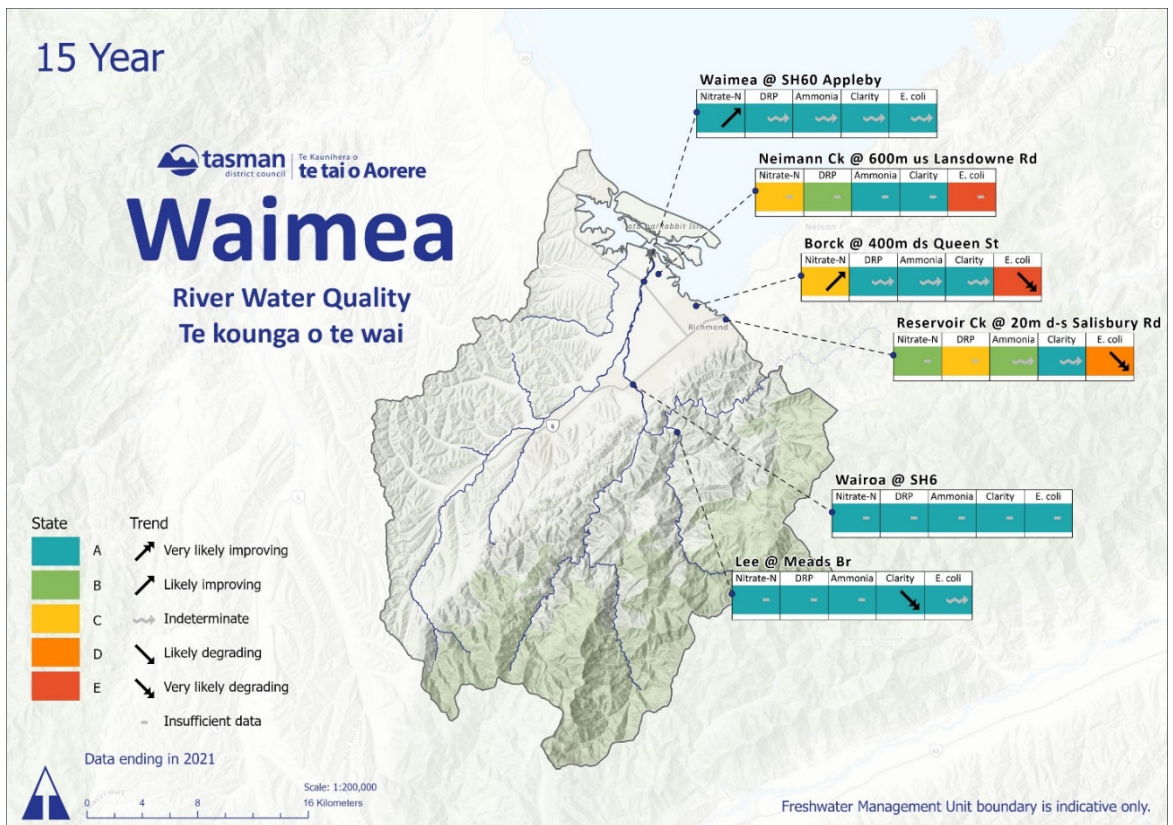 15 Year
tasman
district council
Te Kaunihera o
te tai o Aorere
Waimea
River Water Quality
Te kounga o te wai
Waimea @ SH60 Appleby
Nitrate-N DRP Ammonia Clarity E. coli
Neimann Ck @ 600m us Lansdowne Rd
Nitrate-N DRP Ammonia Clarity E. coli
Borck @ 400m ds Queen St
Nitrate-N DRP Ammonia Clarity E. coli
Reservoir Ck @ 20m d-s Salisbury Rd
Nitrate-N DRP Ammonia Clarity E. coli
Wairoa @ SH6
Nitrate-N DRP Ammonia Clarity E. coli
Lee @ Meads Br
Nitrate-N DRP Ammonia Clarity E. coli
Nelson
Richmond
6
State Trend
A Very likely improving
B Likely improving
C Indeterminate
D Likely degrading
E Very likely degrading
Insufficient data
Data ending in 2021
Scale: 1:200,000
0 4 8 16 Kilometers
Freshwater Management Unit boundary is indicative only.